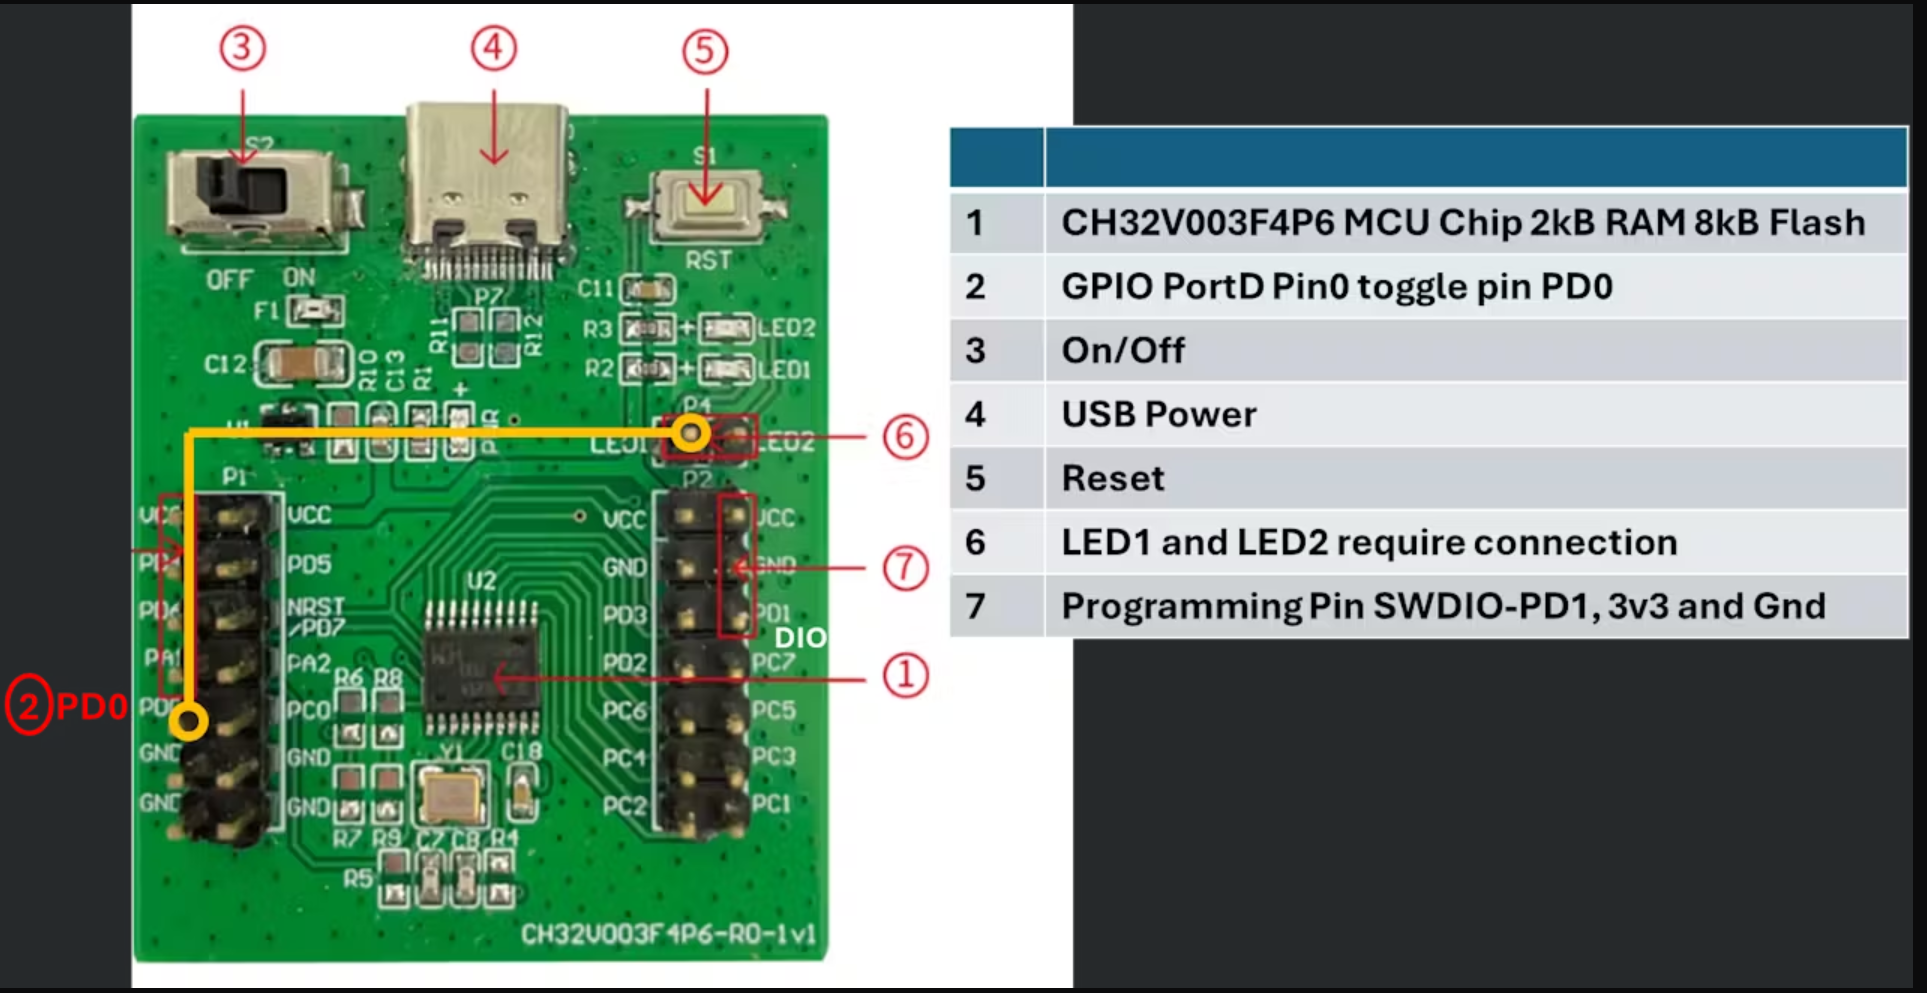 3
4
5
S2
S1
OFF ON
RST
F1
P7
C11
R11
R12
R3
+
LED2
C12
R10
C13
R1
R2
+
LED1
+
P4
U1
PWR
LED1
LED2
6
P1
P2
VCC
VCC
VCC
VCC
PD5
GND
GND
7
U2
PD6
NRST
/PD7
PD3
PD1
DIO
PA1
PA2
PD2
PC7
1
R6
R8
2 PD0
PD0
PC0
PC6
PC5
GND
GND
Y1
C18
PC4
PC3
GND
GND
PC2
PC1
R7
R9
C7
C8
R4
R5
CH32V003F4P6-R0-1v1
1 CH32V003F4P6 MCU Chip 2kB RAM 8kB Flash
2 GPIO PortD Pin0 toggle pin PD0
3 On/Off
4 USB Power
5 Reset
6 LED1 and LED2 require connection
7 Programming Pin SWDIO-PD1, 3v3 and Gnd